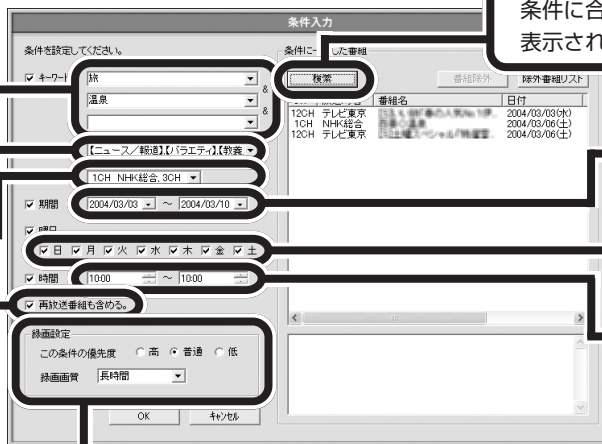 条件に合
表示され
条件入力
条件を設定してください。
キーワード
旅
&
温泉
&
【ニュース／報道】,【バラエティ】,【教養
1CH NHK総合, 3CH
期間
2004/03/03 ～ 2004/03/10
曜日
日 月 火 水 木 金 土
時間
10:00 ～ 10:00
再放送番組も含める。
録画設定
この条件の優先度 高 普通 低
録画画質 長時間
OK キャンセル
条件に一致した番組
検索 番組除外 除外番組リスト
番組名 日付
12CH テレビ東京 2004/03/03(水)
1CH NHK総合 2004/03/06(土)
12CH テレビ東京 2004/03/06(土)